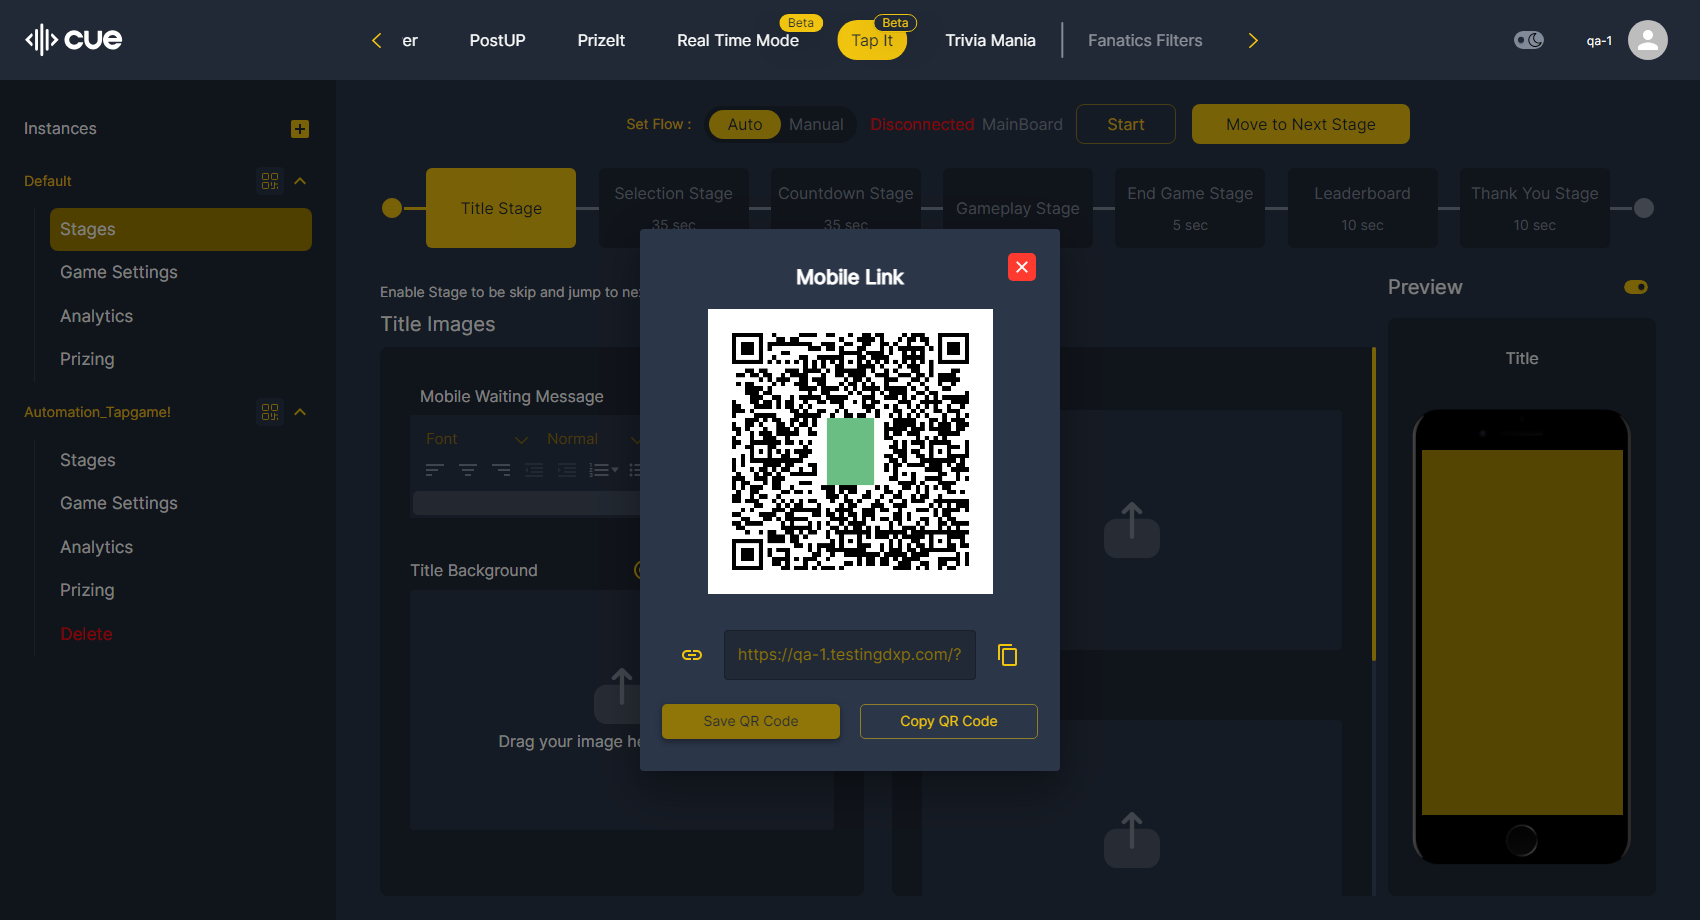 cue
er
PostUP
PrizeIt
Real Time Mode
Beta
Tap It
Beta
Trivia Mania
Fanatics Filters
qa-1
Instances
Default
Stages
Game Settings
Analytics
Prizing
Automation_Tapgame!
Stages
Game Settings
Analytics
Prizing
Delete
Set Flow :
Auto
Manual
Disconnected MainBoard
Start
Move to Next Stage
Title Stage
Selection Stage
35 sec
Countdown Stage
35 sec
Gameplay Stage
End Game Stage
5 sec
Leaderboard
10 sec
Thank You Stage
10 sec
Enable Stage to be skip and jump to ne
Title Images
Mobile Waiting Message
Font
Normal
Title Background
Drag your image he
Mobile Link
https://qa-1.testingdxp.com/?
Save QR Code
Copy QR Code
Preview
Title